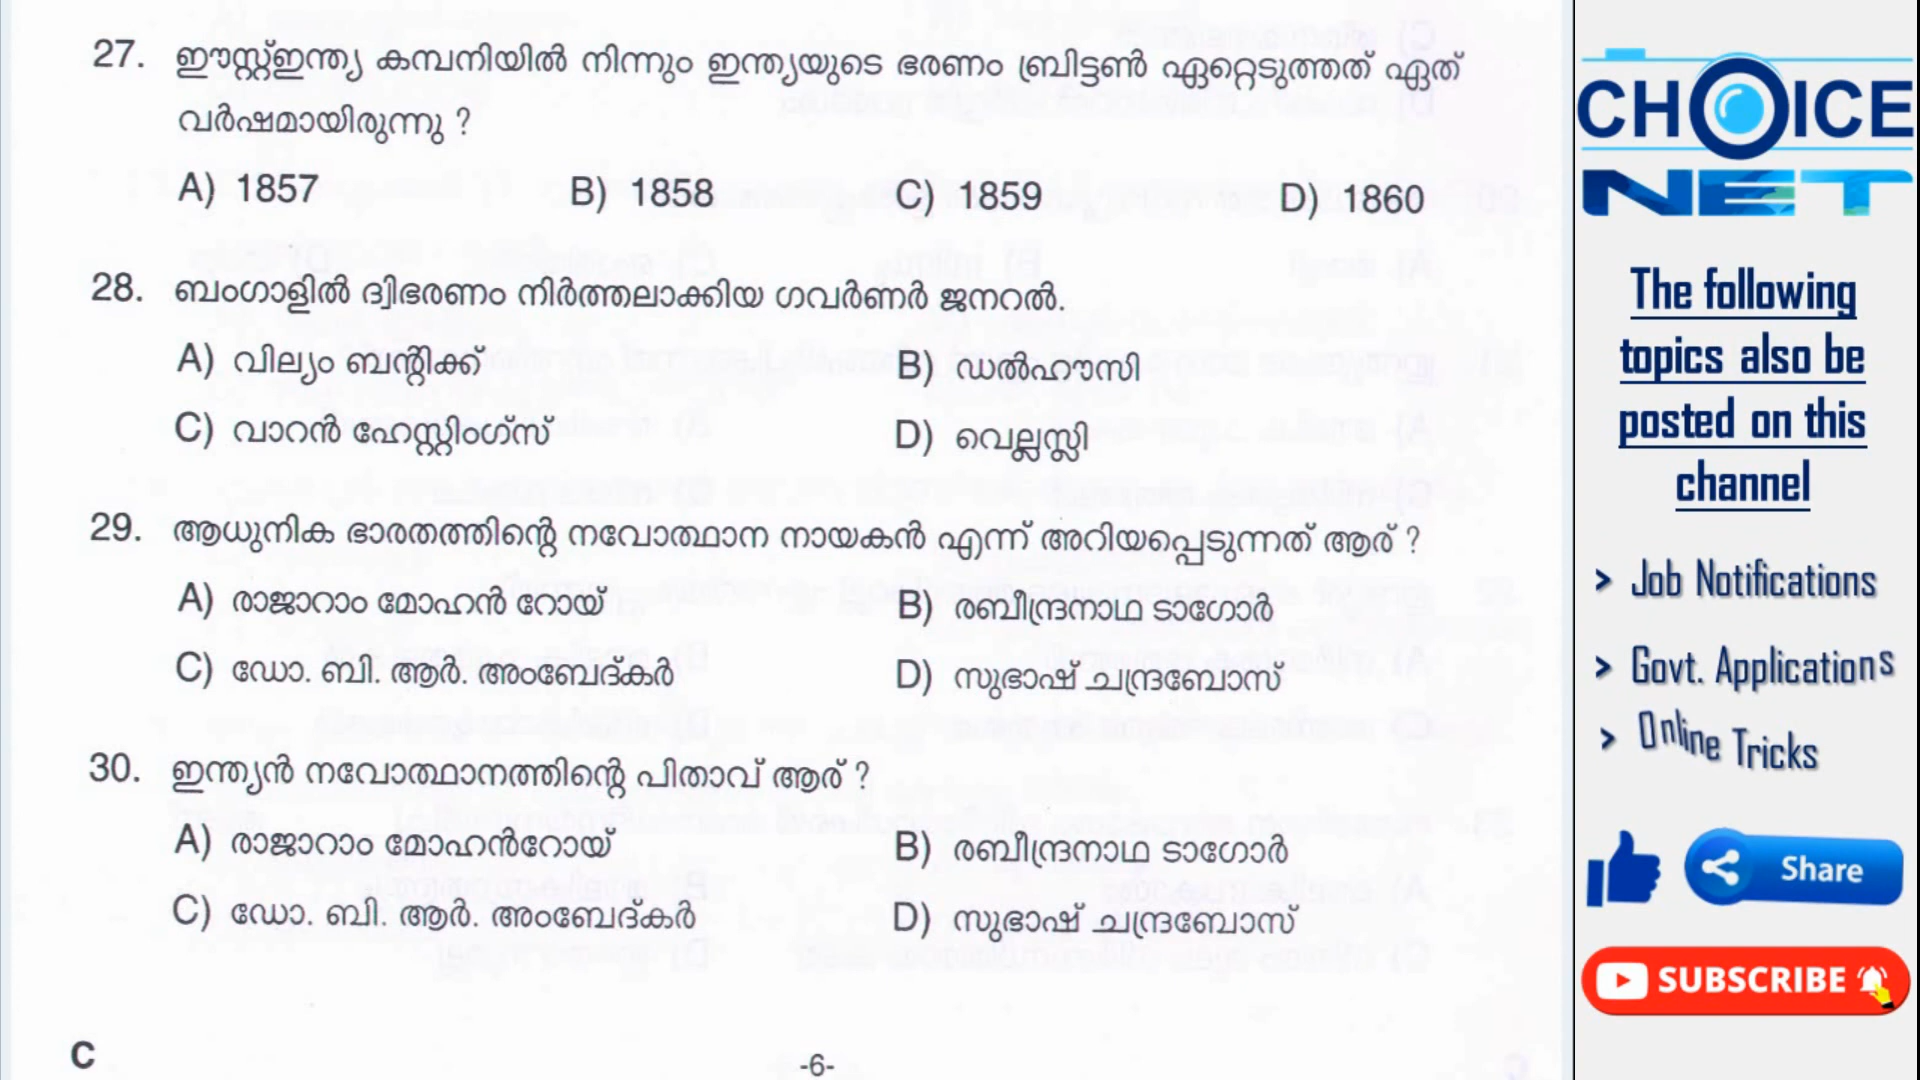 27. ഈസ്റ്റ്ഇന്ത്യ കമ്പനിയിൽ നിന്നും ഇന്ത്യയുടെ ഭരണം ബ്രിട്ടൺ ഏറ്റെടുത്തത് ഏത്
വർഷമായിരുന്നു ?
A) 1857 B) 1858 C) 1859 D) 1860
28. ബംഗാളിൽ ദ്വിഭരണം നിർത്തലാക്കിയ ഗവർണർ ജനറൽ.
A) വില്യം ബന്റിക്ക് B) ഡൽഹൗസി
C) വാറൻ ഹേസ്റ്റിംഗ്സ് D) വെല്ലസ്ലി
29. ആധുനിക ഭാരതത്തിന്റെ നവോത്ഥാന നായകൻ എന്ന് അറിയപ്പെടുന്നത് ആര് ?
A) രാജാറാം മോഹൻ റോയ് B) രബീന്ദ്രനാഥ ടാഗോർ
C) ഡോ. ബി. ആർ. അംബേദ്കർ D) സുഭാഷ് ചന്ദ്രബോസ്
30. ഇന്ത്യൻ നവോത്ഥാനത്തിന്റെ പിതാവ് ആര് ?
A) രാജാറാം മോഹൻറോയ് B) രബീന്ദ്രനാഥ ടാഗോർ
C) ഡോ. ബി. ആർ. അംബേദ്കർ D) സുഭാഷ് ചന്ദ്രബോസ്
C -6-
CHOICE
NET
The following
topics also be
posted on this
channel
> Job Notifications
> Govt. Applications
> Online Tricks
Share
SUBSCRIBE